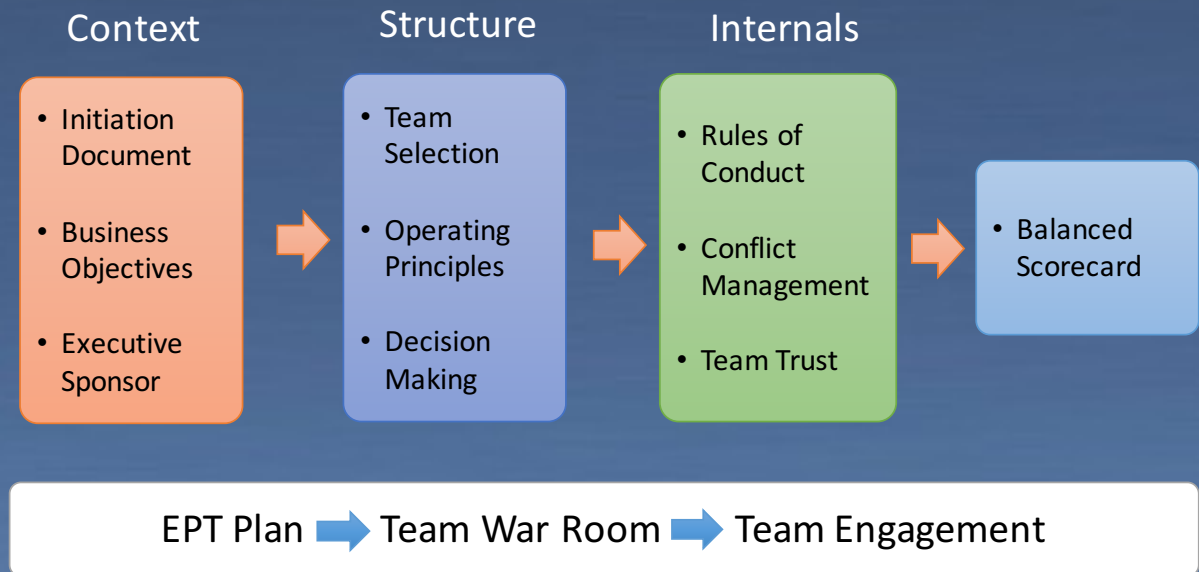 Context
Structure
Internals
• Initiation
Document
• Business
Objectives
• Executive
Sponsor
• Team
Selection
• Operating
Principles
• Decision
Making
• Rules of
Conduct
• Conflict
Management
• Team Trust
• Balanced
Scorecard
EPT Plan Team War Room Team Engagement